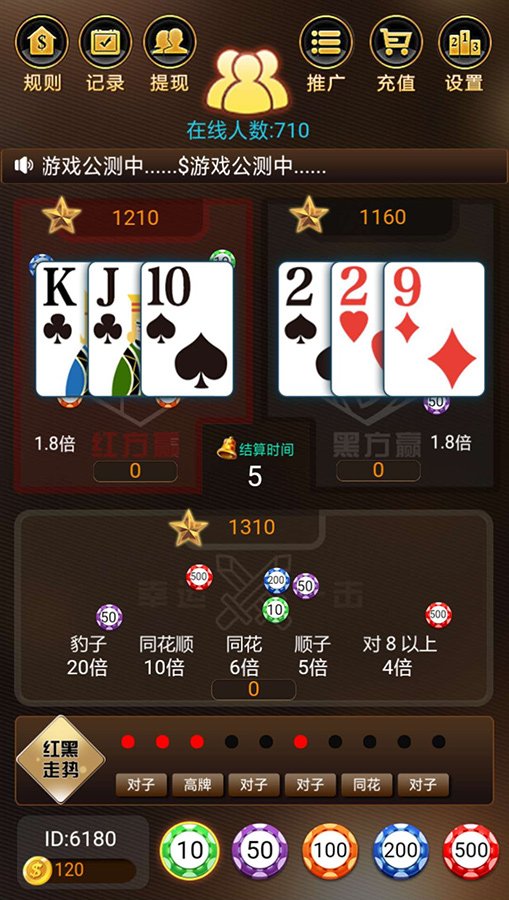 规则 记录 提现 推广 充值 设置
在线人数:710
游戏公测中......$游戏公测中......
1210 1160
K J 10 2 2 9
50
1.8倍 红方赢 结算时间 黑方赢 1.8倍
0 5 0
1310
500 200 50
幸运一击
50 10 500
豹子 同花顺 同花 顺子 对 8 以上
20倍 10倍 6倍 5倍 4倍
0
红黑
走势
对子 高牌 对子 对子 同花 对子
ID:6180
120
10 50 100 200 500